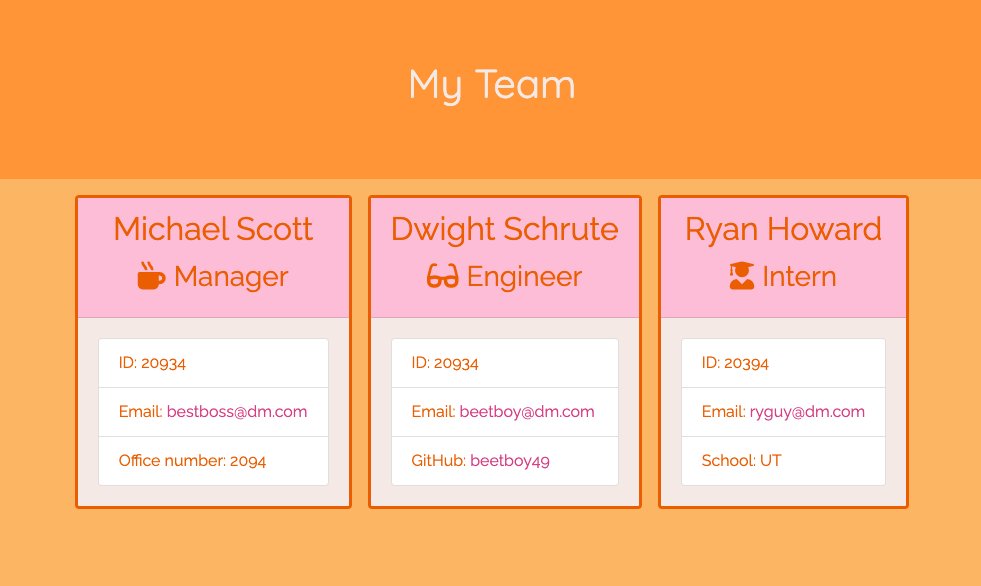 My Team
Michael Scott
Manager
ID: 20934
Email: bestboss@dm.com
Office number: 2094
Dwight Schrute
Engineer
ID: 20934
Email: beetboy@dm.com
GitHub: beetboy49
Ryan Howard
Intern
ID: 20394
Email: ryguy@dm.com
School: UT